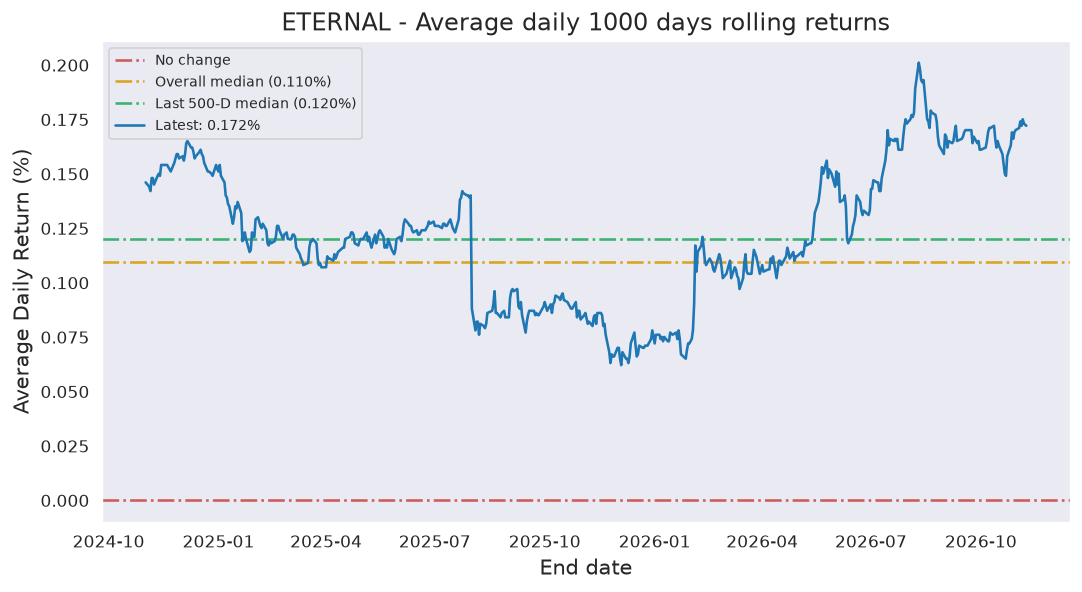 ETERNAL - Average daily 1000 days rolling returns
No change
Overall median (0.110%)
Last 500-D median (0.120%)
Latest: 0.172%
Average Daily Return (%)
0.200
0.175
0.150
0.125
0.100
0.075
0.050
0.025
0.000
2024-10 2025-01 2025-04 2025-07 2025-10 2026-01 2026-04 2026-07 2026-10
End date